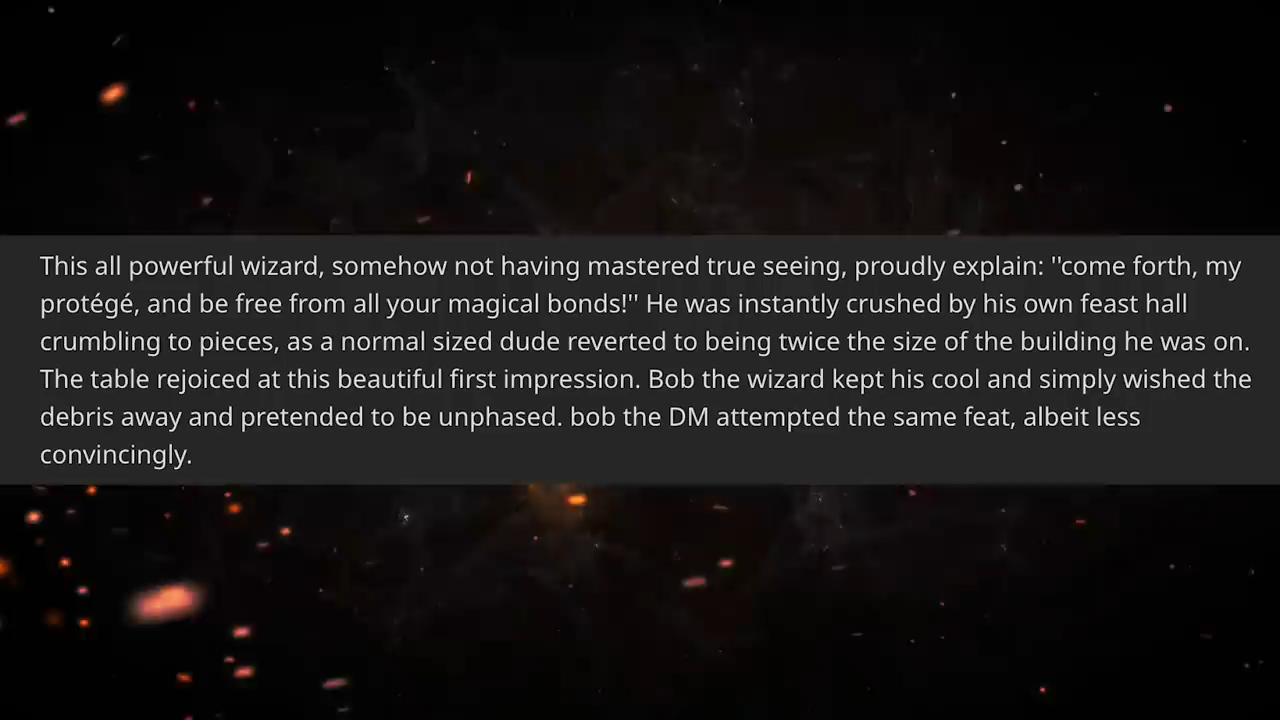 This all powerful wizard, somehow not having mastered true seeing, proudly explain: ''come forth, my
protégé, and be free from all your magical bonds!'' He was instantly crushed by his own feast hall
crumbling to pieces, as a normal sized dude reverted to being twice the size of the building he was on.
The table rejoiced at this beautiful first impression. Bob the wizard kept his cool and simply wished the
debris away and pretended to be unphased. bob the DM attempted the same feat, albeit less
convincingly.